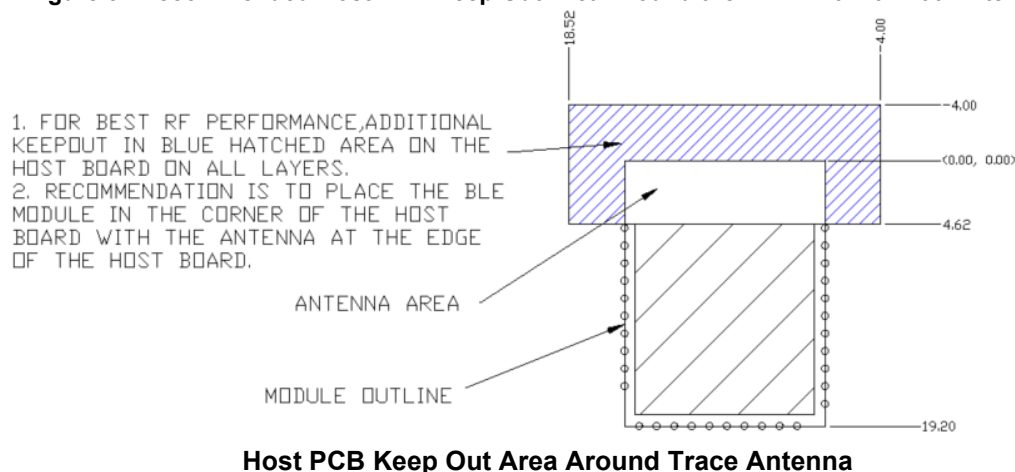 18.52
-4.00
-4.00
1. FOR BEST RF PERFORMANCE,ADDITIONAL
KEEPOUT IN BLUE HATCHED AREA ON THE
HOST BOARD ON ALL LAYERS.
(0.00, 0.00)
2. RECOMMENDATION IS TO PLACE THE BLE
MODULE IN THE CORNER OF THE HOST
BOARD WITH THE ANTENNA AT THE EDGE
OF THE HOST BOARD.
4.62
ANTENNA AREA
MODULE OUTLINE
19.20
Host PCB Keep Out Area Around Trace Antenna